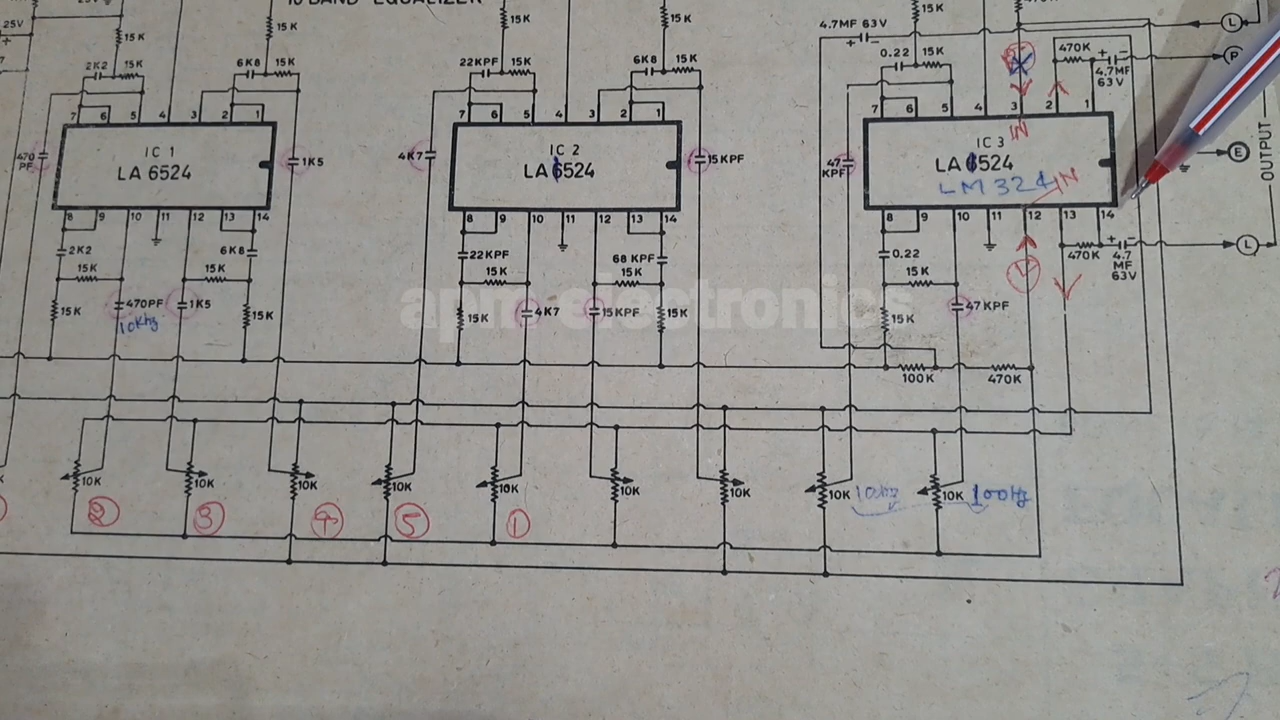 10 BAND EQUALIZER
25V
25V
15K
15K
15K
15K
15K
470K
4.7MF 63V
L
2K2
15K
6K8
15K
22KPF
15K
6K8
15K
0.22
15K
470K
4.7MF
63V
P
7 6 5 4 3 2 1
7 6 5 4 3 2 1
7 6 5 4 3 2 1
IN
470
PF
IC 1
LA 6524
1K5
4K7
IC 2
LA 6524
15KPF
47
KPF
IC 3
LA 6524
LM 324
IN
E
OUTPUT
8 9 10 11 12 13 14
8 9 10 11 12 13 14
8 9 10 11 12 13 14
2K2
6K8
22KPF
68 KPF
0.22
470K
4.7
MF
63V
L
15K
15K
15K
15K
15K
L
15K
470PF
10Khz
1K5
15K
15K
4K7
15KPF
15K
15K
47KPF
apm electronics
100K
470K
10K
10K
10K
10K
10K
10K
10K
10K
10K
100Hz
2
3
4
5
1